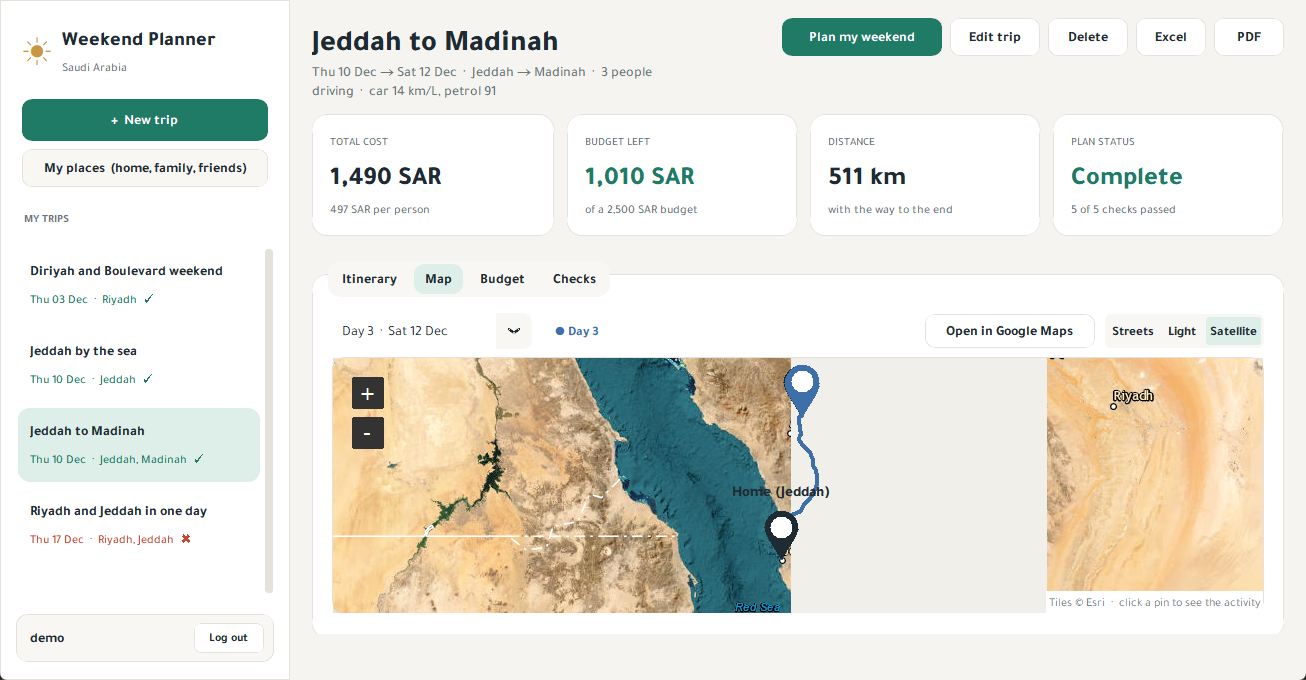 Weekend Planner
Saudi Arabia
+ New trip
My places (home, family, friends)
MY TRIPS
Diriyah and Boulevard weekend
Thu 03 Dec · Riyadh ✓
Jeddah by the sea
Thu 10 Dec · Jeddah ✓
Jeddah to Madinah
Thu 10 Dec · Jeddah, Madinah ✓
Riyadh and Jeddah in one day
Thu 17 Dec · Riyadh, Jeddah ✖
demo
Log out
Jeddah to Madinah
Thu 10 Dec → Sat 12 Dec · Jeddah → Madinah · 3 people
driving · car 14 km/L, petrol 91
Plan my weekend
Edit trip
Delete
Excel
PDF
TOTAL COST
1,490 SAR
497 SAR per person
BUDGET LEFT
1,010 SAR
of a 2,500 SAR budget
DISTANCE
511 km
with the way to the end
PLAN STATUS
Complete
5 of 5 checks passed
Itinerary
Map
Budget
Checks
Day 3 · Sat 12 Dec
Day 3
Open in Google Maps
Streets
Light
Satellite
+
-
Riyadh
Home (Jeddah)
Red Sea
Tiles © Esri · click a pin to see the activity